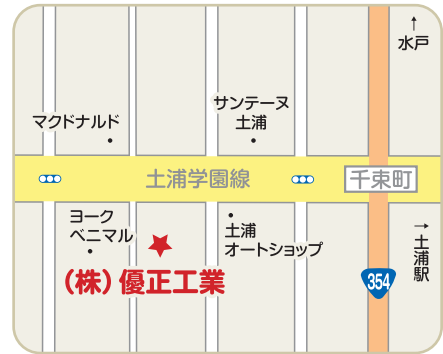 ↑
水戸
マクドナルド
サンテーヌ
土浦
土浦学園線
千束町
ヨーク
ベニマル
土浦
オートショップ
→土浦駅
(株)優正工業
354